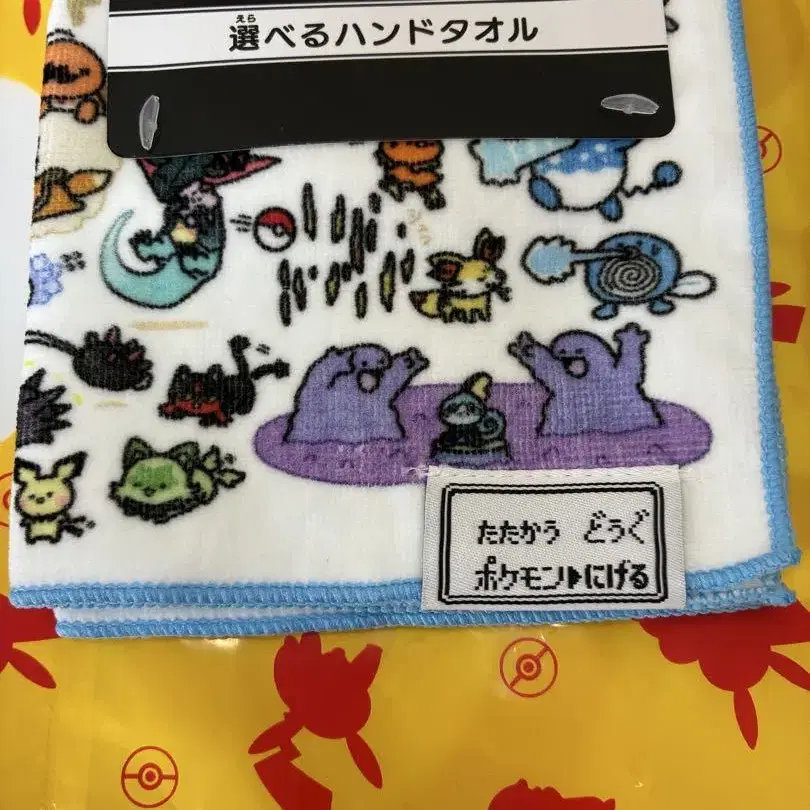 えら
選べるハンドタオル
たたかう どうぐ
ポケモン▶にげる